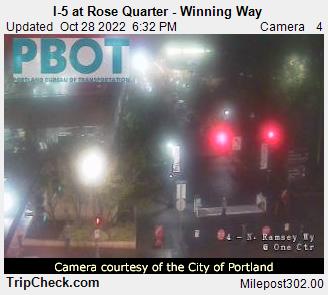 I-5 at Rose Quarter - Winning Way
Updated Oct 28 2022 6:32 PM Camera 4
PBOT
PORTLAND BUREAU OF TRANSPORTATION
4 - N. Ramsey Wy
@ One Ctr
Camera courtesy of the City of Portland
TripCheck.com Milepost302.00